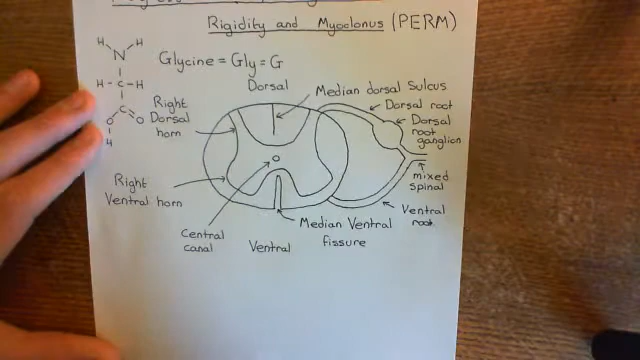 Rigidity and Myoclonus (PERM)
H H
N
Glycine = Gly = G
H-C-H
C
O O
H
Dorsal
Median dorsal Sulcus
Right
Dorsal
horn
Dorsal root
Dorsal
root
ganglion
mixed
spinal
Right
Ventral horn
Ventral
root
Median Ventral
fissure
Central
canal
Ventral